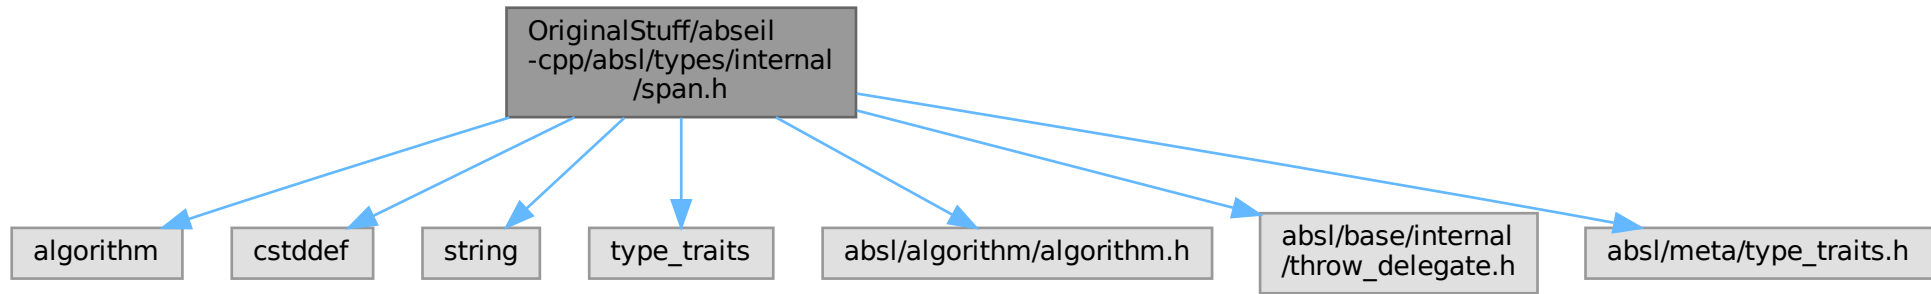 OriginalStuff/abseil
-cpp/absl/types/internal
/span.h
algorithm
cstddef
string
type_traits
absl/algorithm/algorithm.h
absl/base/internal
/throw_delegate.h
absl/meta/type_traits.h